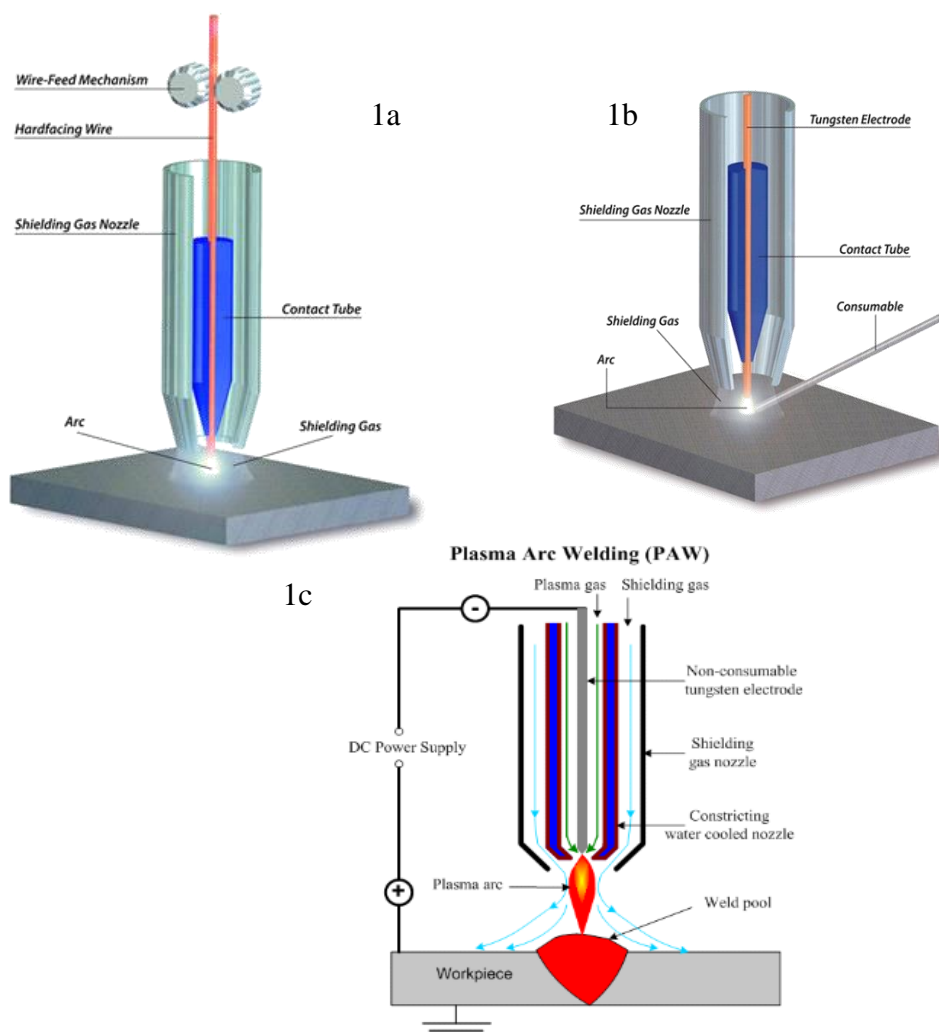 Wire-Feed Mechanism
1a
Hardfacing Wire
Shielding Gas Nozzle
Contact Tube
Arc
Shielding Gas
1b
Tungsten Electrode
Shielding Gas Nozzle
Contact Tube
Consumable
Shielding Gas
Arc
Plasma Arc Welding (PAW)
1c
Plasma gas
Shielding gas
-
Non-consumable
tungsten electrode
DC Power Supply
Shielding
gas nozzle
Constricting
water cooled nozzle
Plasma arc
+
Weld pool
Workpiece